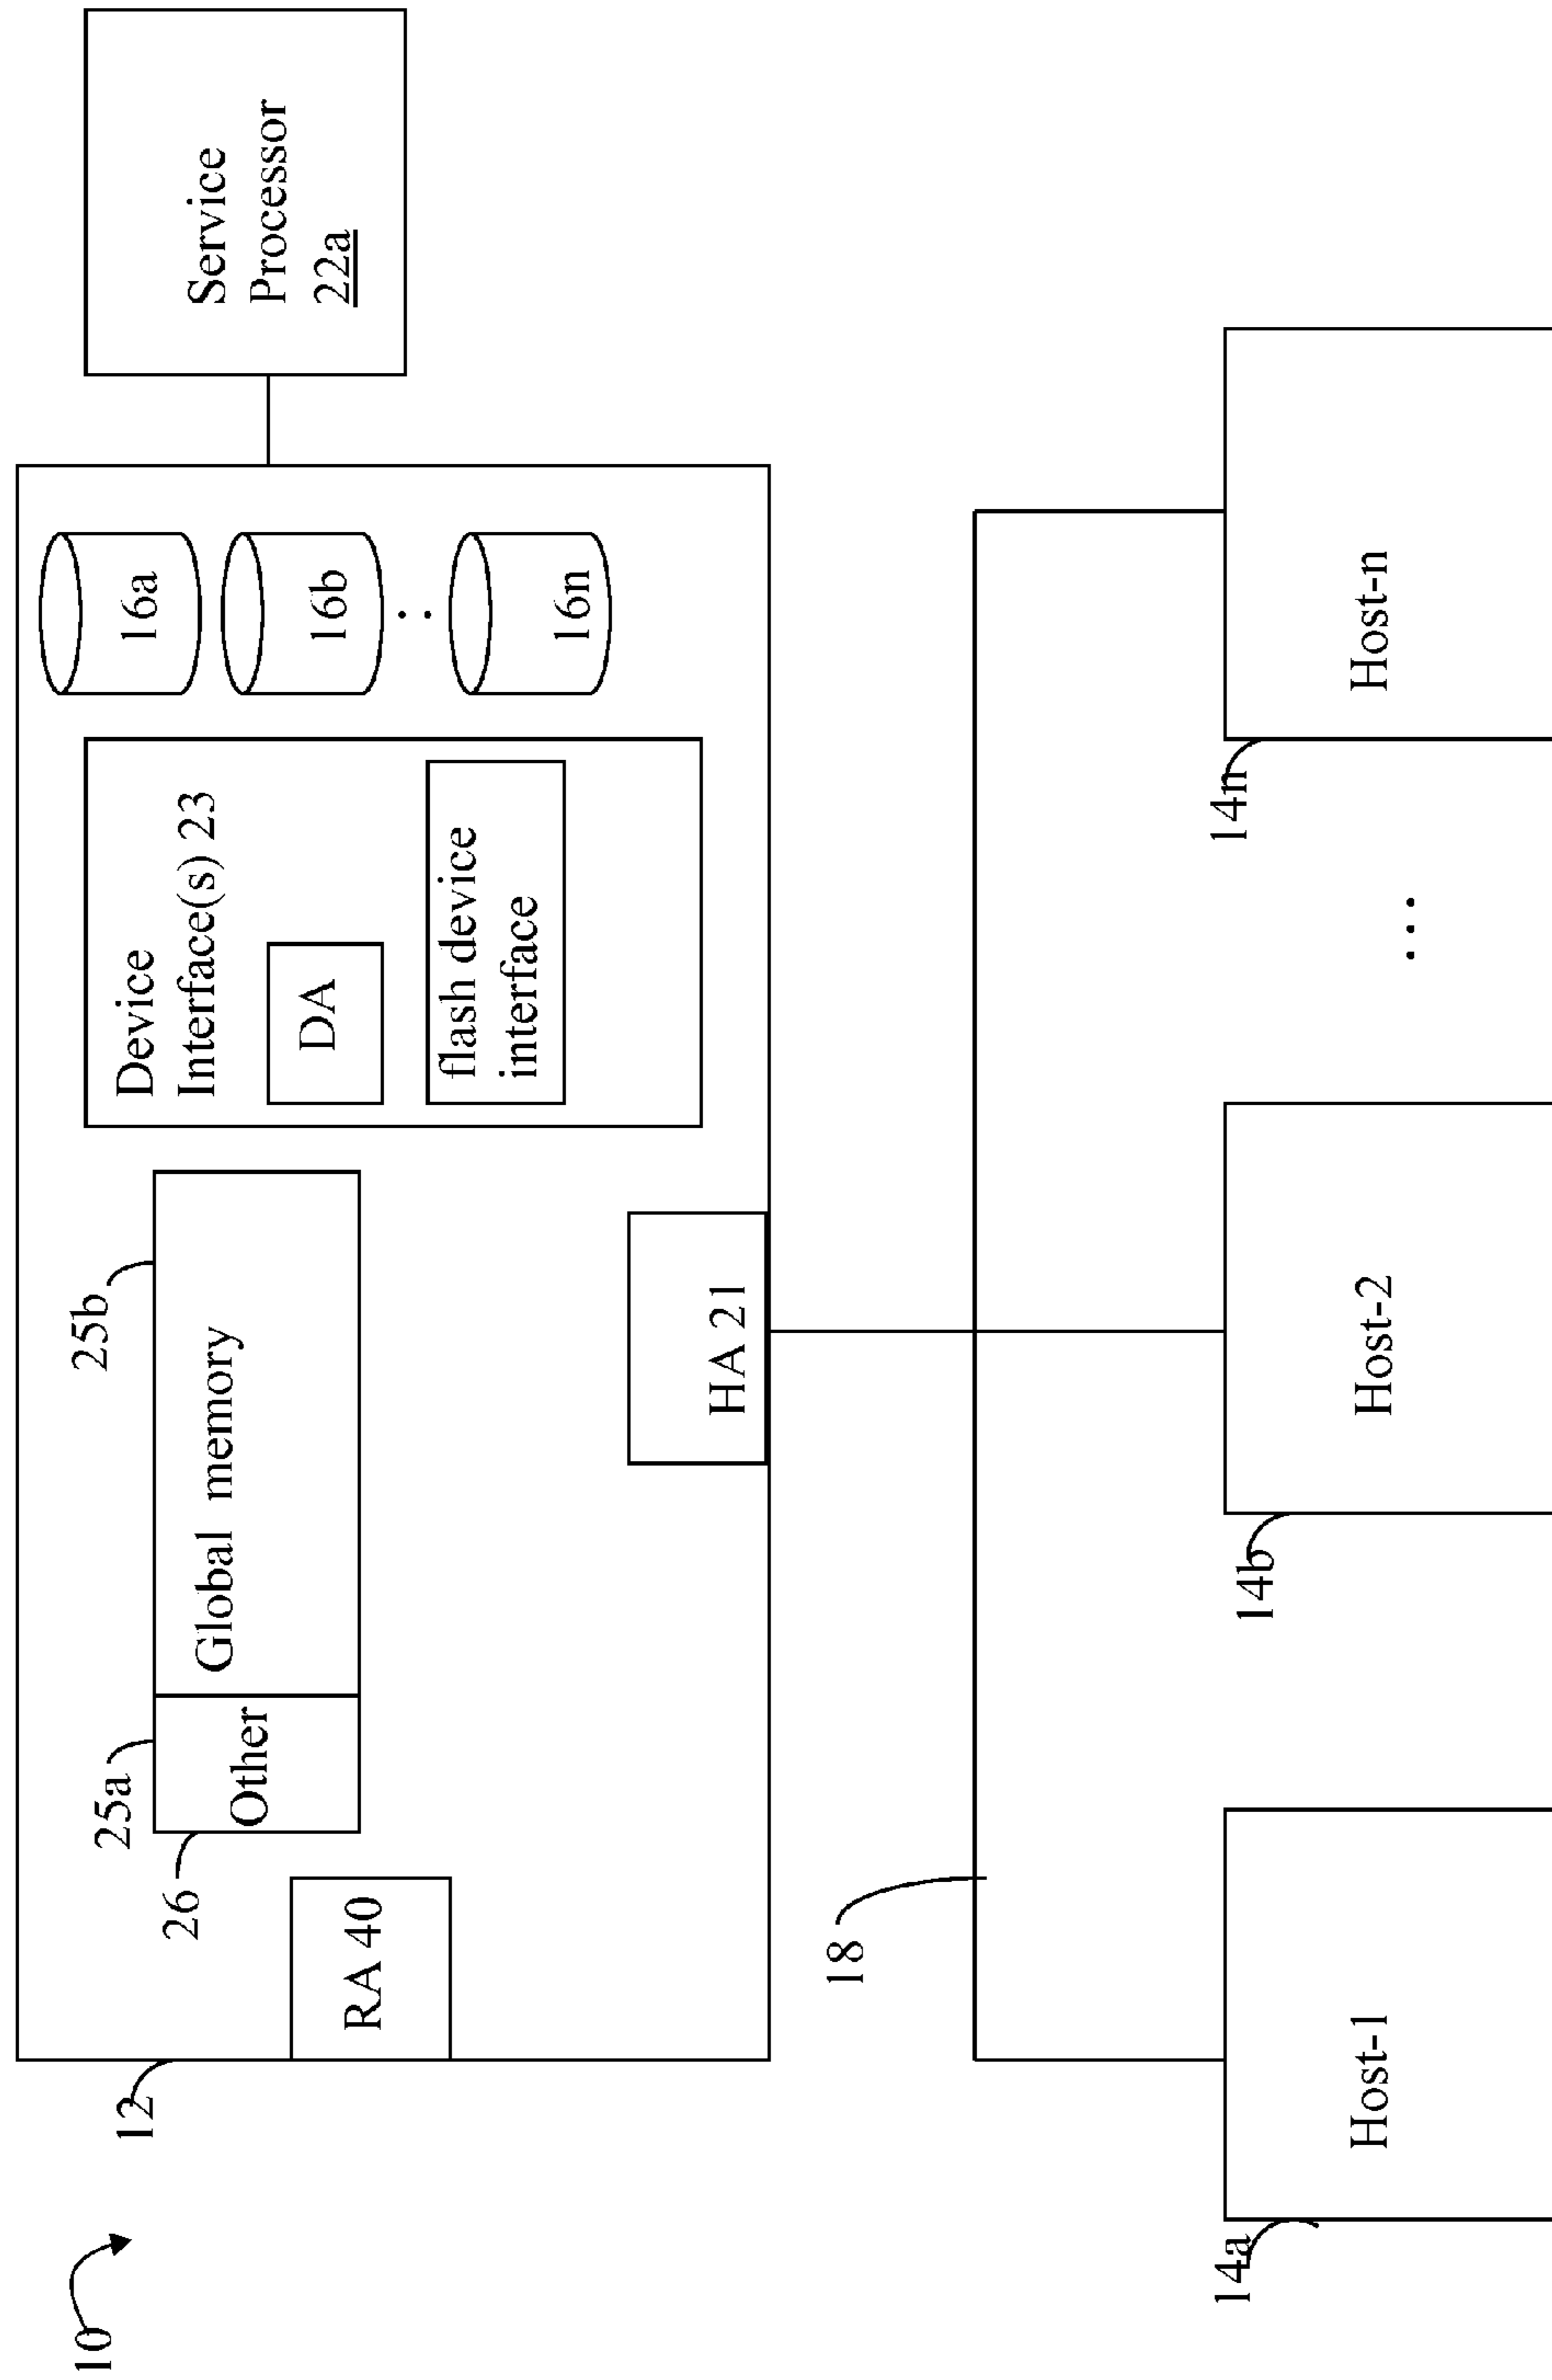 10
12
RA 40
26
25a
Other
25b
Global memory
HA 21
Device
Interface(s) 23
DA
flash device
interface
16a
16b
16n
Service
Processor
22a
18
14a
Host-1
14b
Host-2
...
14n
Host-n